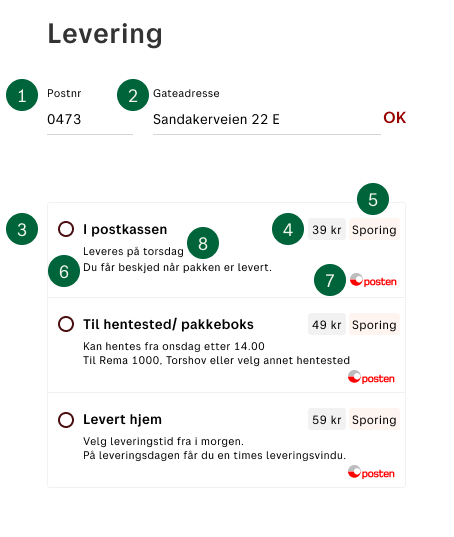 Levering
1 Postnr 2 Gateadresse
0473 Sandakerveien 22 E OK
5
3 I postkassen 4 39 kr Sporing
Leveres på torsdag 8
6 Du får beskjed når pakken er levert.
7 posten
Til hentested/ pakkeboks 49 kr Sporing
Kan hentes fra onsdag etter 14.00
Til Rema 1000, Torshov eller velg annet hentested
posten
Levert hjem 59 kr Sporing
Velg leveringstid fra i morgen.
På leveringsdagen får du en times leveringsvindu.
posten